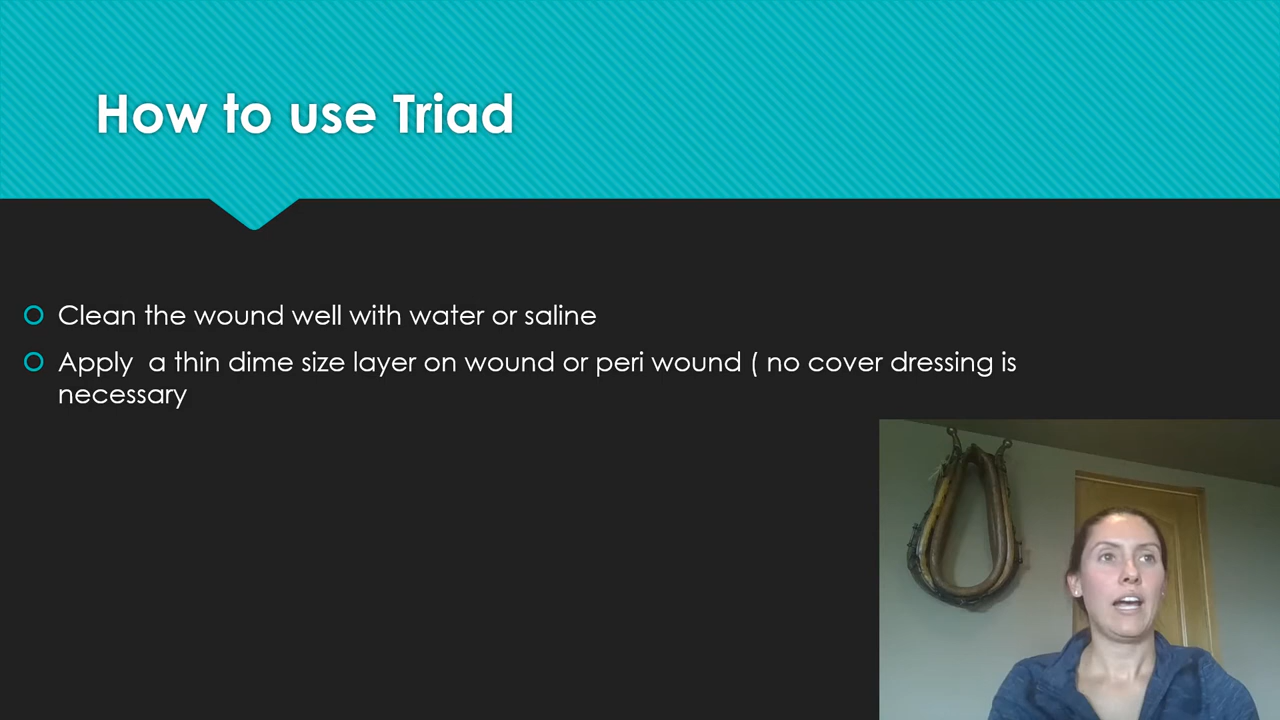 How to use Triad
Clean the wound well with water or saline
Apply  a thin dime size layer on wound or peri wound ( no cover dressing is
necessary